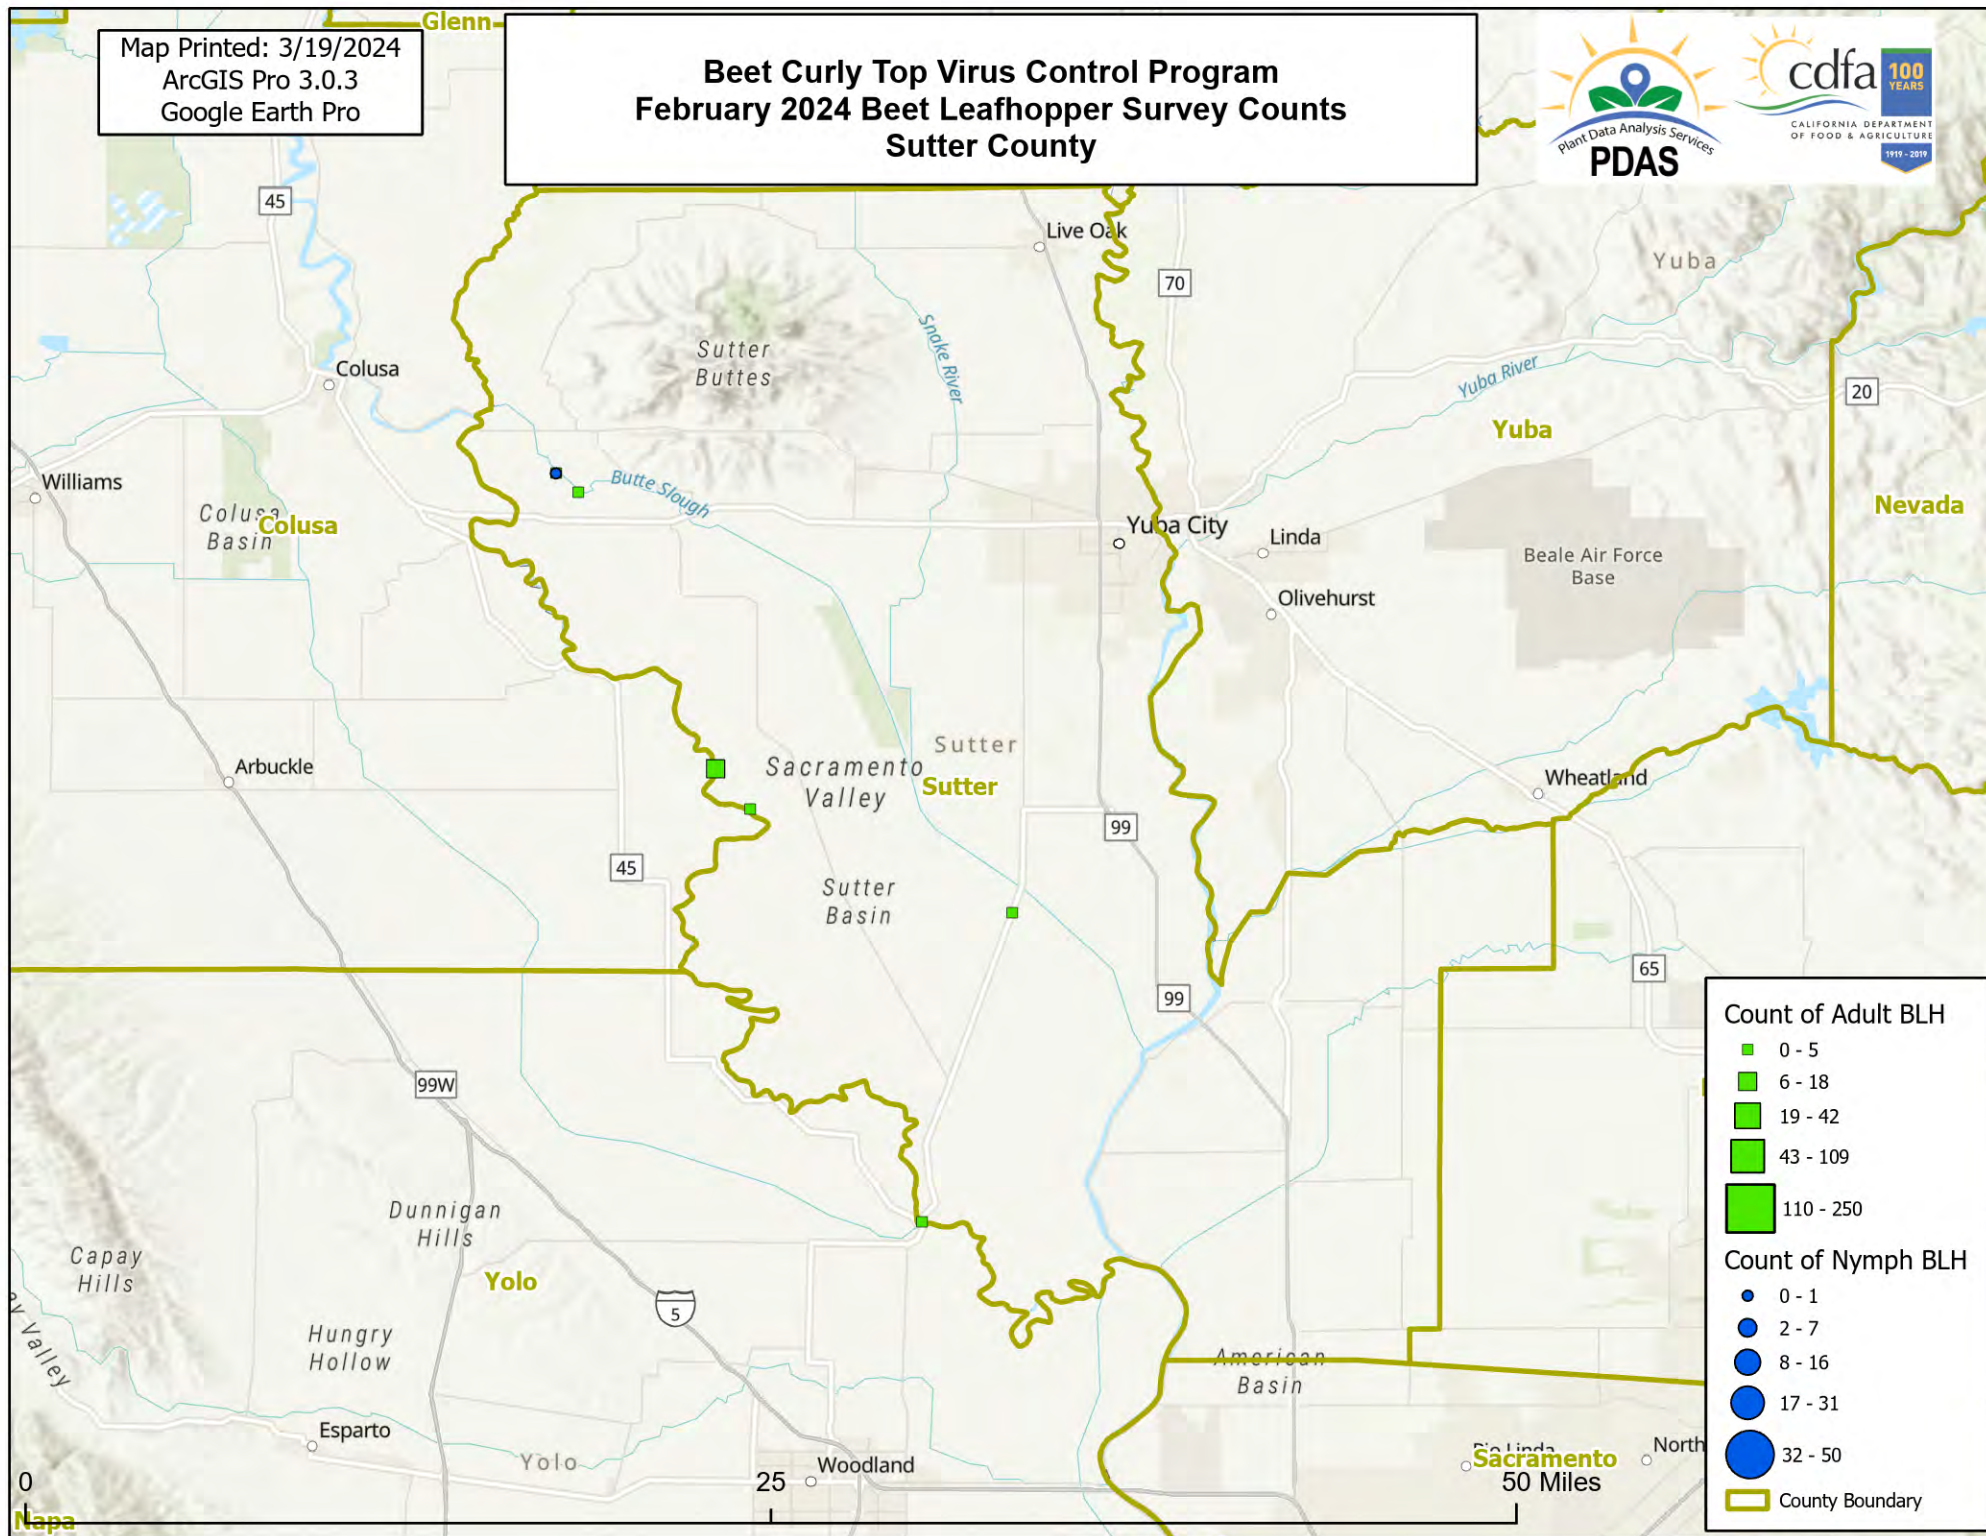 Glenn
Map Printed: 3/19/2024
ArcGIS Pro 3.0.3
Google Earth Pro
Beet Curly Top Virus Control Program
February 2024 Beet Leafhopper Survey Counts
Sutter County
Plant Data Analysis Services
PDAS
cdfa
100
YEARS
CALIFORNIA DEPARTMENT
OF FOOD & AGRICULTURE
1919 - 2019
45
Live Oak
70
Yuba
Snake River
Sutter
Buttes
Colusa
Yuba River
20
Yuba
Williams
Butte Slough
Colusa
Basin
Colusa
Nevada
Yuba City
Linda
Beale Air Force
Base
Olivehurst
Sutter
Arbuckle
Sacramento
Valley
Sutter
Wheatland
99
45
Sutter
Basin
65
99
99W
Count of Adult BLH
0 - 5
6 - 18
19 - 42
43 - 109
110 - 250
Count of Nymph BLH
0 - 1
2 - 7
8 - 16
17 - 31
32 - 50
County Boundary
Dunnigan
Hills
Capay
Hills
Yolo
5
Hungry
Hollow
Valley
American
Basin
Esparto
Yolo
Woodland
Rio Linda
Sacramento
North
0
25
50 Miles
Napa